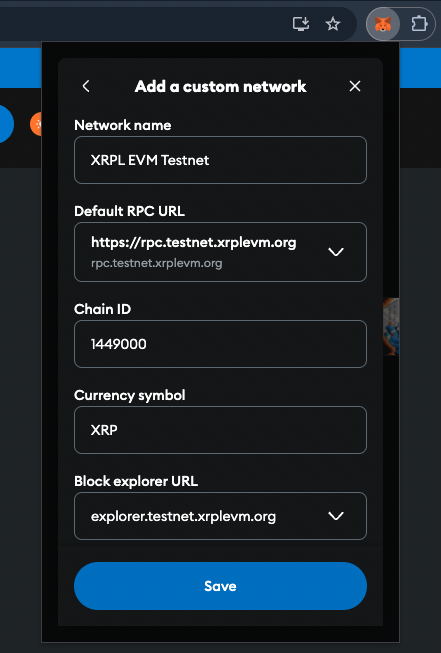 Add a custom network
Network name
XRPL EVM Testnet
Default RPC URL
https://rpc.testnet.xrplevm.org
rpc.testnet.xrplevm.org
Chain ID
1449000
Currency symbol
XRP
Block explorer URL
explorer.testnet.xrplevm.org
Save